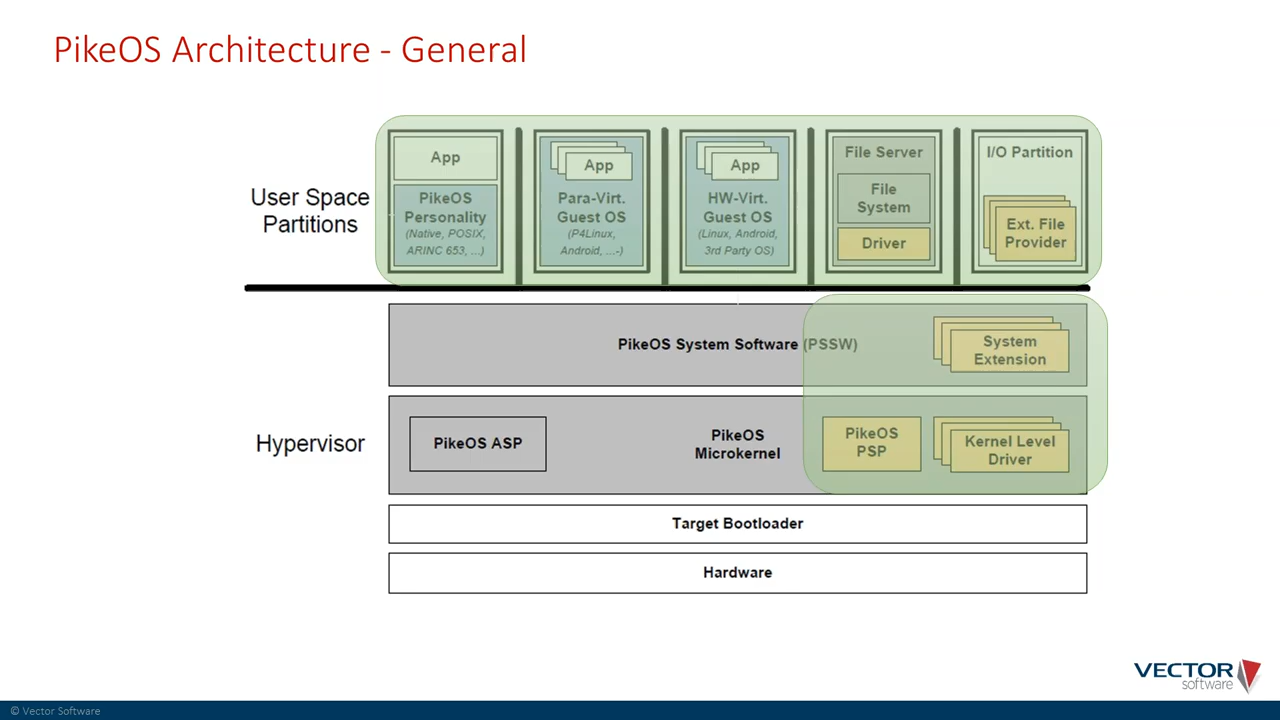 PikeOS Architecture - General
User Space
Partitions
App
PikeOS
Personality
(Native, POSIX,
ARINC 653, ...)
App
Para-Virt.
Guest OS
(P4Linux,
Android, ...-)
App
HW-Virt.
Guest OS
(Linux, Android,
3rd Party OS)
File Server
File
System
Driver
I/O Partition
Ext. File
Provider
PikeOS System Software (PSSW)
System
Extension
Hypervisor
PikeOS ASP
PikeOS
Microkernel
PikeOS
PSP
Kernel Level
Driver
Target Bootloader
Hardware
VECTOR
software
© Vector Software